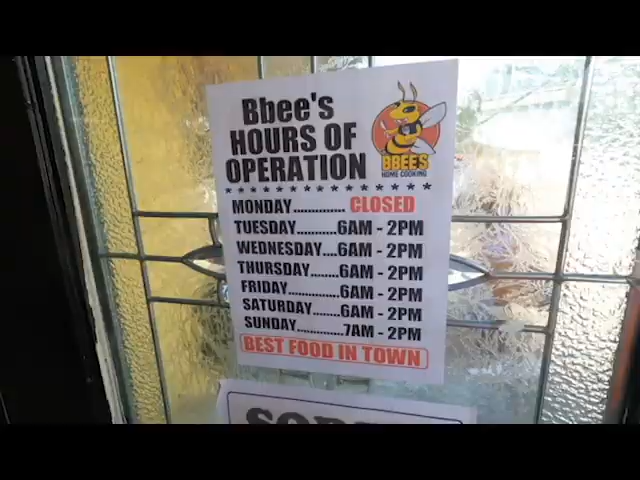 Bbee's
HOURS OF
OPERATION
BBEE'S
HOME COOKING
* * * * * * * * * * * * * * * * *
MONDAY.............. CLOSED
TUESDAY...........6AM - 2PM
WEDNESDAY....6AM - 2PM
THURSDAY........6AM - 2PM
FRIDAY..............6AM - 2PM
SATURDAY........6AM - 2PM
SUNDAY.............7AM - 2PM
BEST FOOD IN TOWN